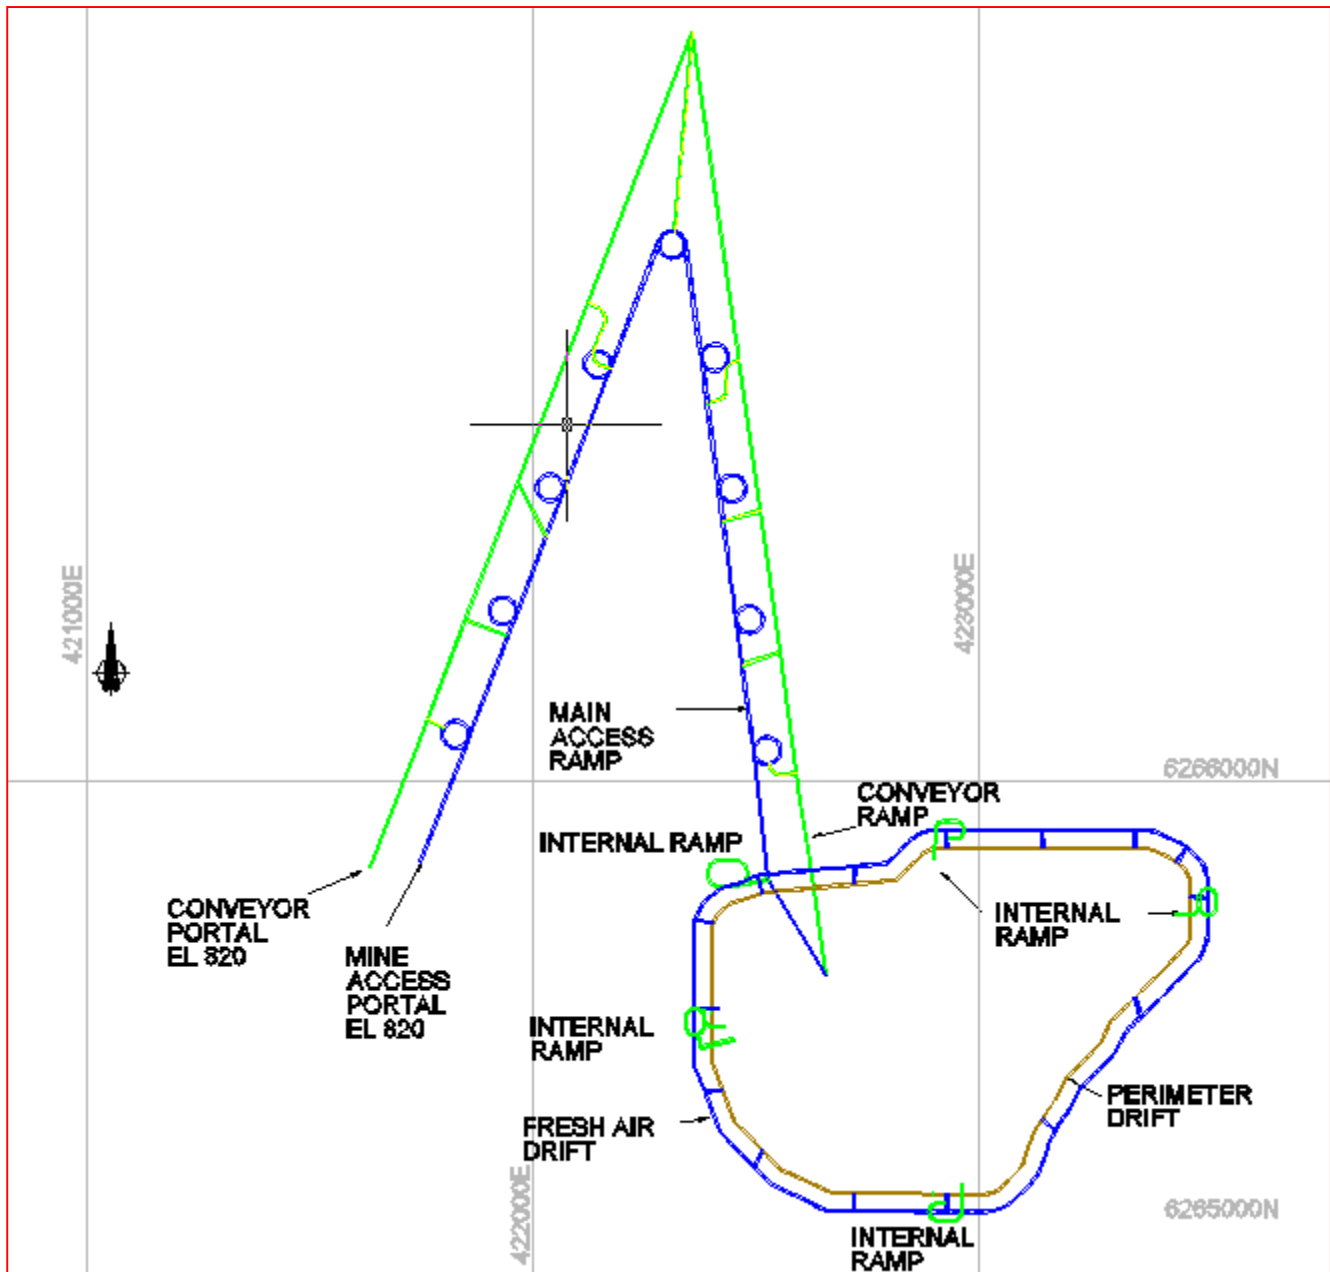 421000E
423000E
MAIN
ACCESS
RAMP
6266000N
CONVEYOR
RAMP
INTERNAL RAMP
CONVEYOR
PORTAL
EL 820
INTERNAL
RAMP
MINE
ACCESS
PORTAL
EL 820
INTERNAL
RAMP
PERIMETER
DRIFT
FRESH AIR
DRIFT
422000E
6265000N
INTERNAL
RAMP